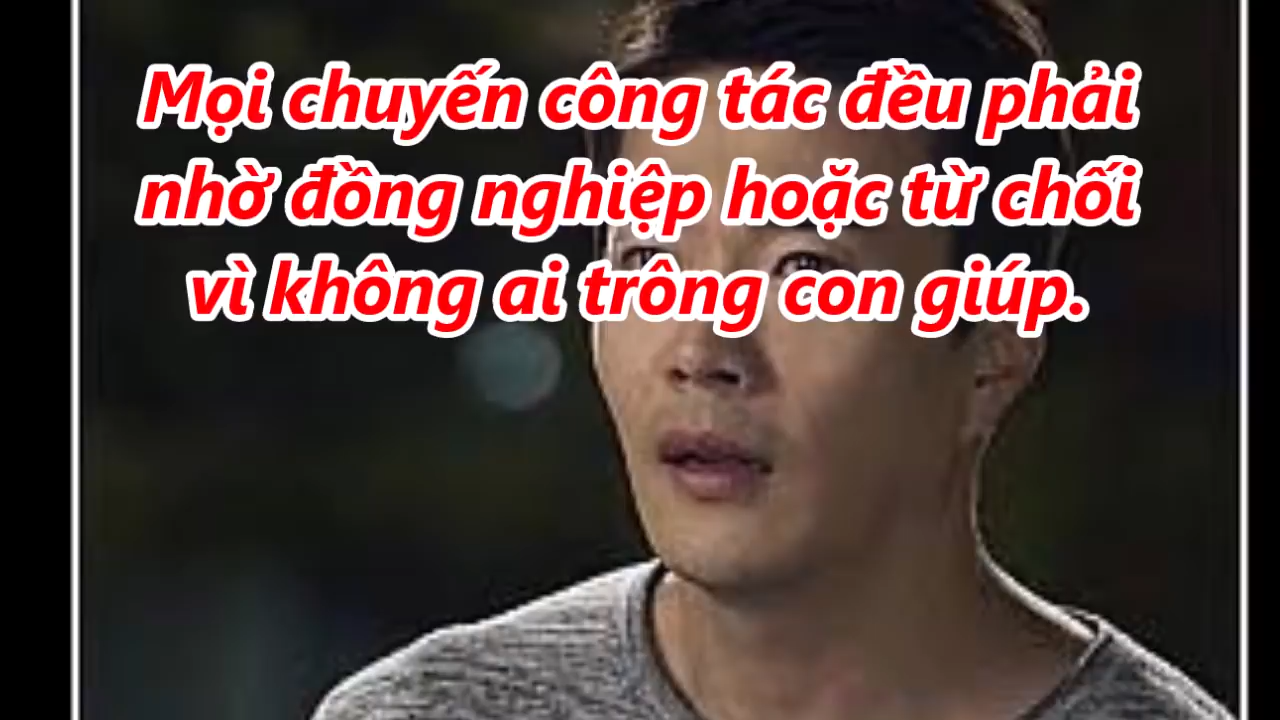 Mọi chuyến công tác đều phải
nhờ đồng nghiệp hoặc từ chối
vì không ai trông con giúp.